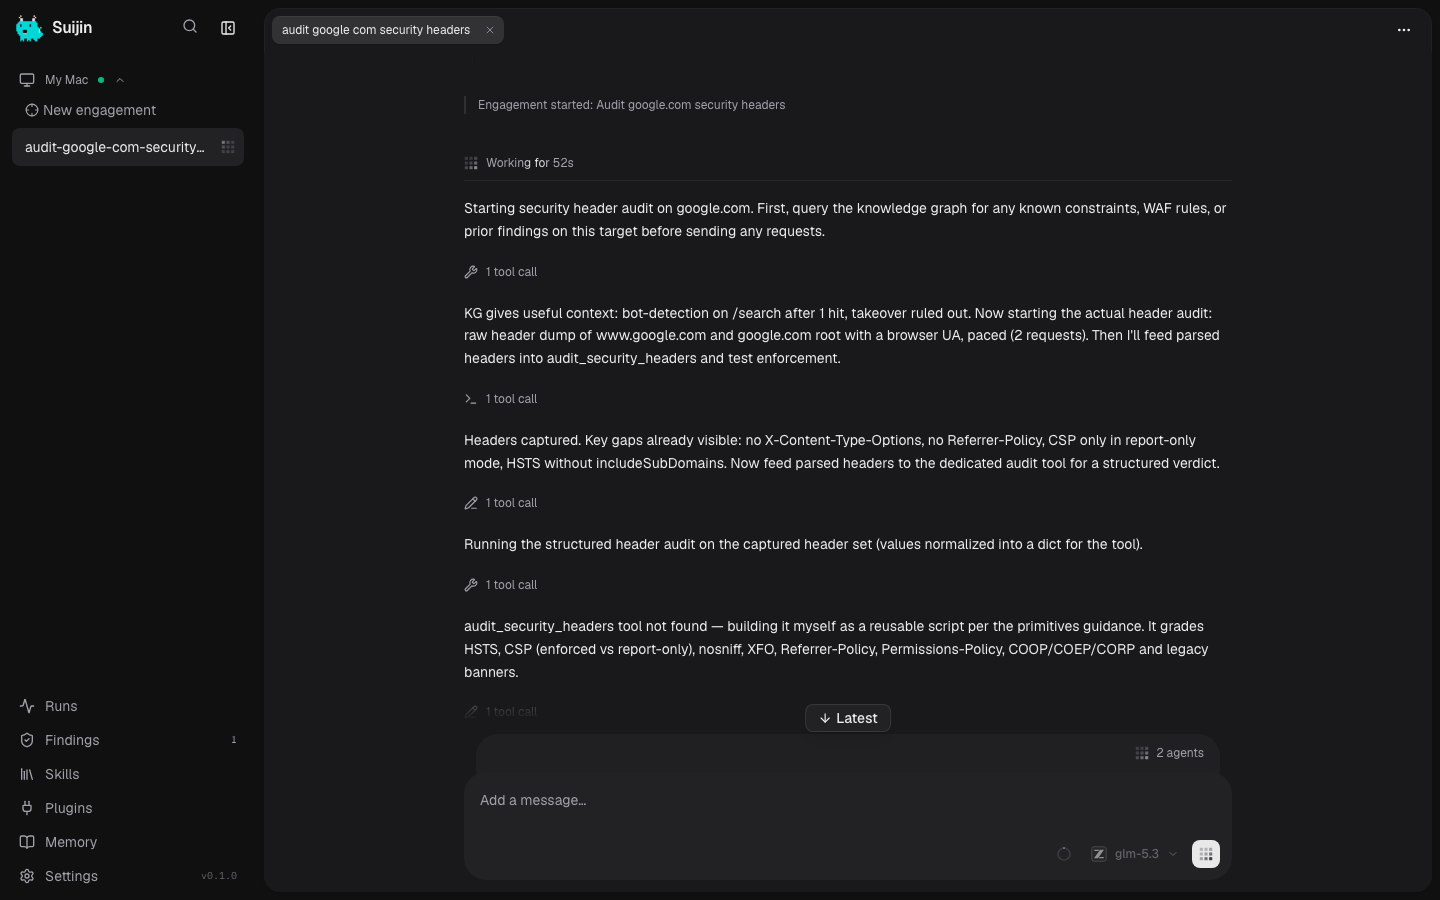 Suijin
My Mac
New engagement
audit-google-com-security...
Runs
Findings 1
Skills
Plugins
Memory
Settings v0.1.0
audit google com security headers
Engagement started: Audit google.com security headers
Working for 52s
Starting security header audit on google.com. First, query the knowledge graph for any known constraints, WAF rules, or
prior findings on this target before sending any requests.
1 tool call
KG gives useful context: bot-detection on /search after 1 hit, takeover ruled out. Now starting the actual header audit:
raw header dump of www.google.com and google.com root with a browser UA, paced (2 requests). Then I'll feed parsed
headers into audit_security_headers and test enforcement.
1 tool call
Headers captured. Key gaps already visible: no X-Content-Type-Options, no Referrer-Policy, CSP only in report-only
mode, HSTS without includeSubDomains. Now feed parsed headers to the dedicated audit tool for a structured verdict.
1 tool call
Running the structured header audit on the captured header set (values normalized into a dict for the tool).
1 tool call
audit_security_headers tool not found — building it myself as a reusable script per the primitives guidance. It grades
HSTS, CSP (enforced vs report-only), nosniff, XFO, Referrer-Policy, Permissions-Policy, COOP/COEP/CORP and legacy
banners.
1 tool call
Latest
2 agents
Add a message...
glm-5.3